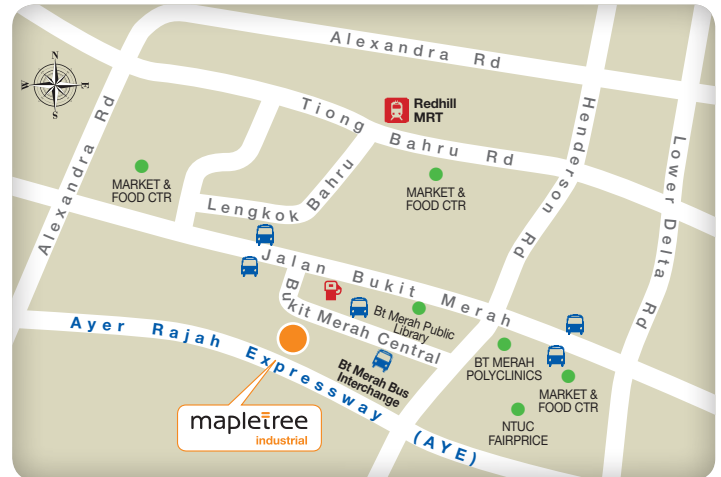 Alexandra Rd
N
W
E
S
Redhill
MRT
Tiong Bahru Rd
Henderson Rd
Lower Delta Rd
Alexandra Rd
MARKET &
FOOD CTR
MARKET &
FOOD CTR
Lengkok Bahru
Jalan Bukit Merah
Bukit Merah Central
Bt Merah Public
Library
Ayer Rajah Expressway (AYE)
Bt Merah Bus
Interchange
BT MERAH
POLYCLINICS
MARKET &
FOOD CTR
NTUC
FAIRPRICE
mapletree
industrial